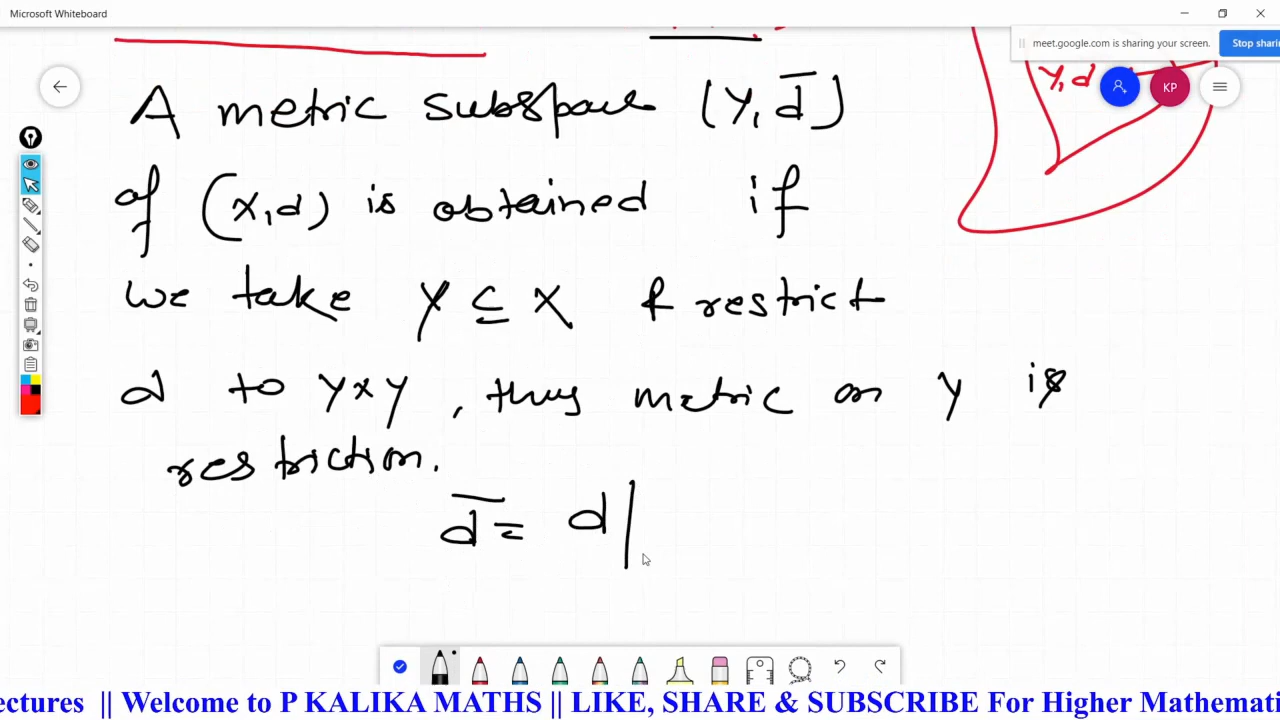 Microsoft Whiteboard
meet.google.com is sharing your screen.
Stop sharin
Y, d
KP
A metric subspace (Y, d̅)
of (X, d) is obtained if
we take Y ⊆ X & restrict
d to Y×Y, thus metric on Y is
restriction.
d̅ = d|
ectures || Welcome to P KALIKA MATHS || LIKE, SHARE & SUBSCRIBE For Higher Mathemati